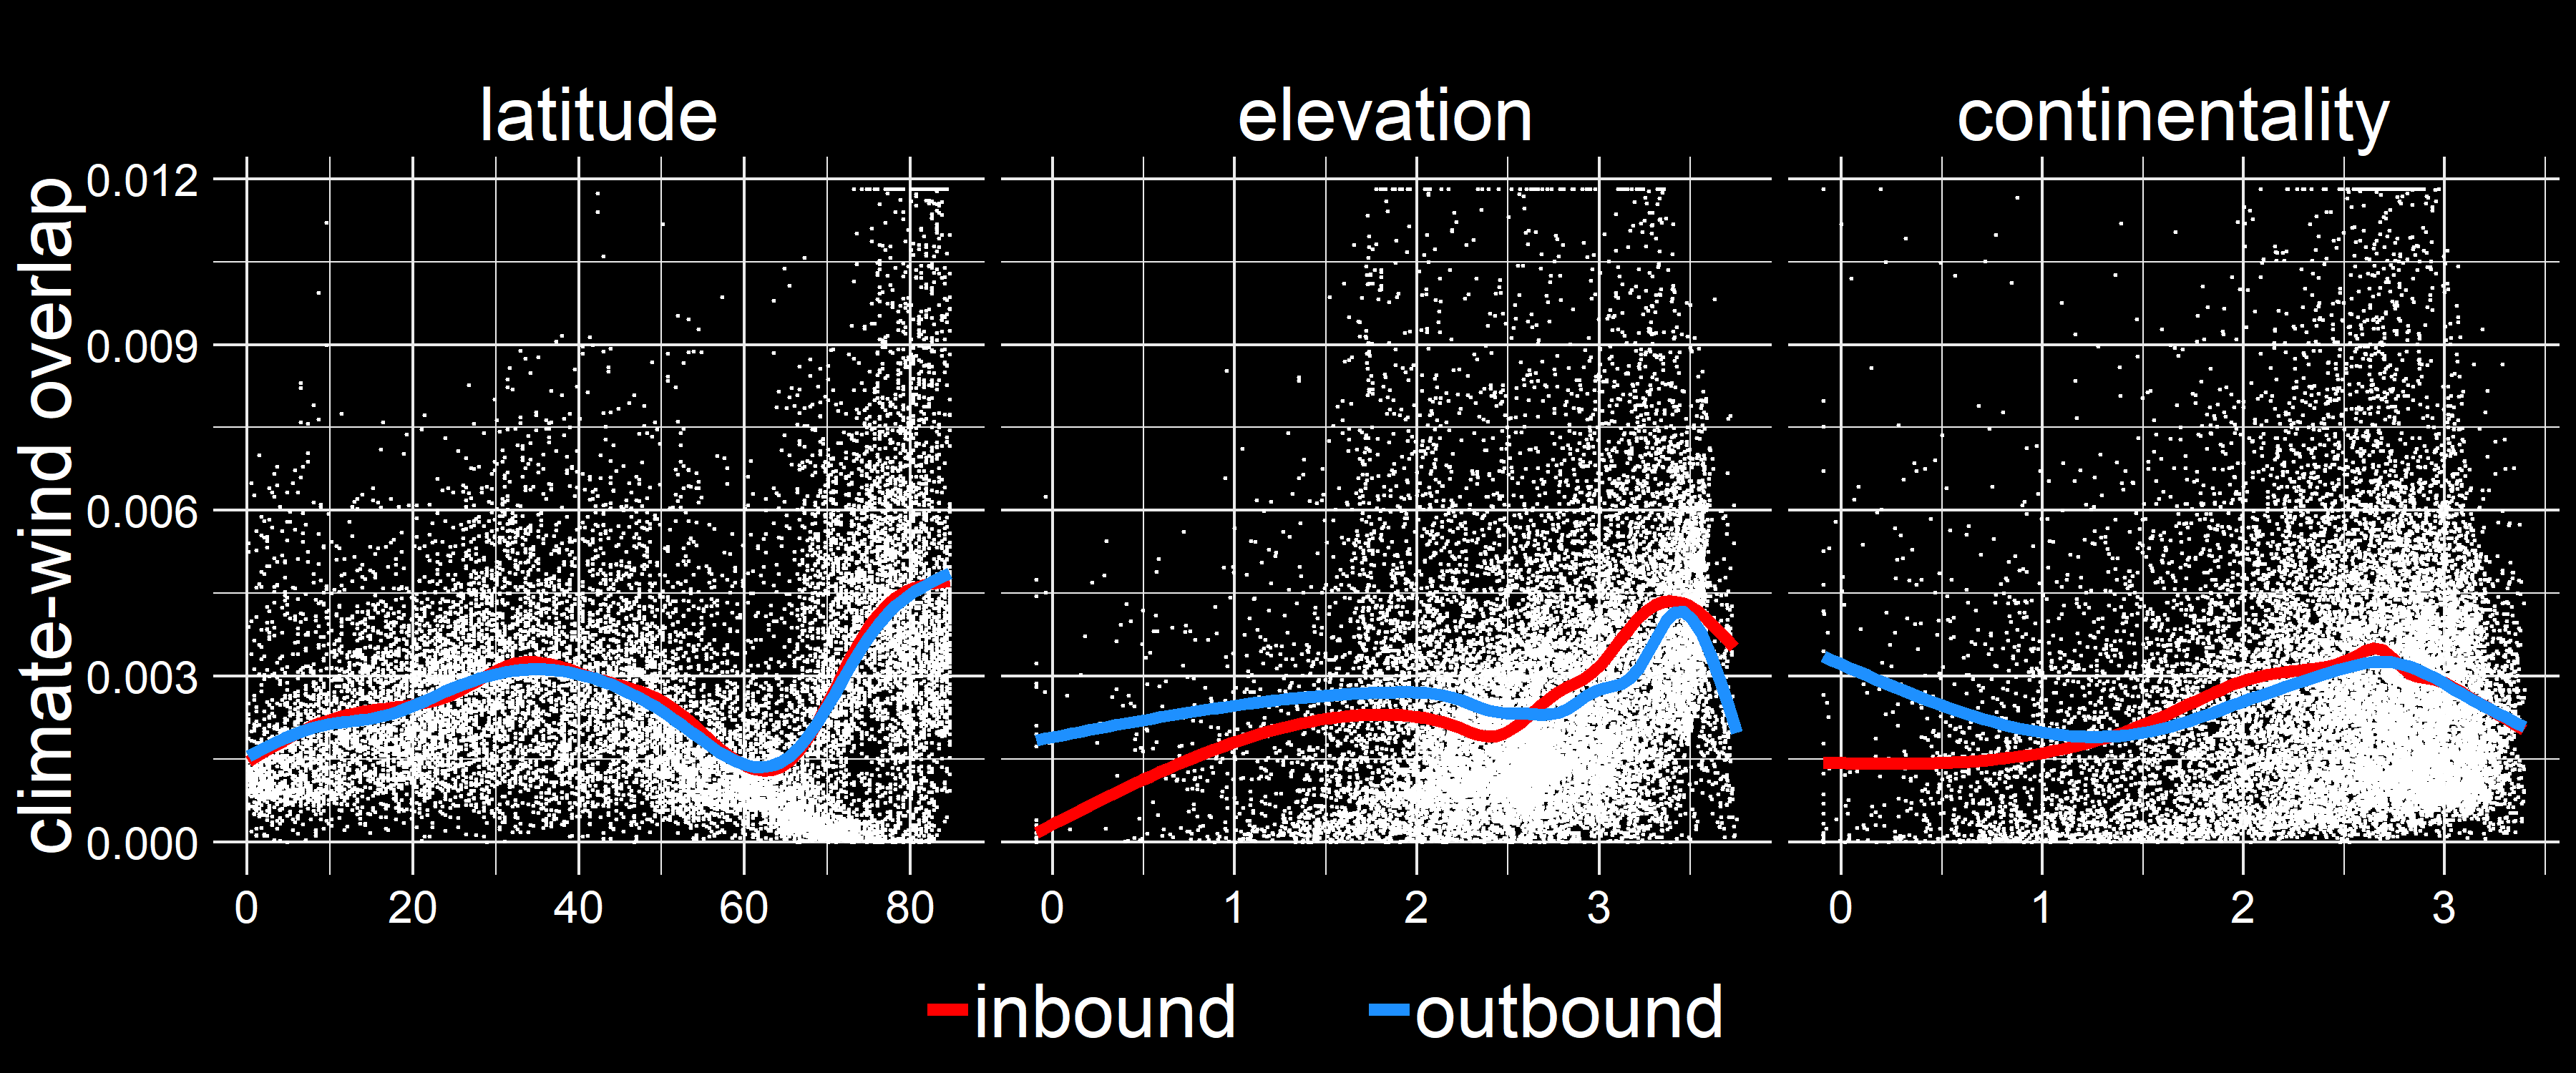 latitude elevation continentality
climate-wind overlap
0.012
0.009
0.006
0.003
0.000
0 20 40 60 80 0 1 2 3 0 1 2 3
inbound outbound